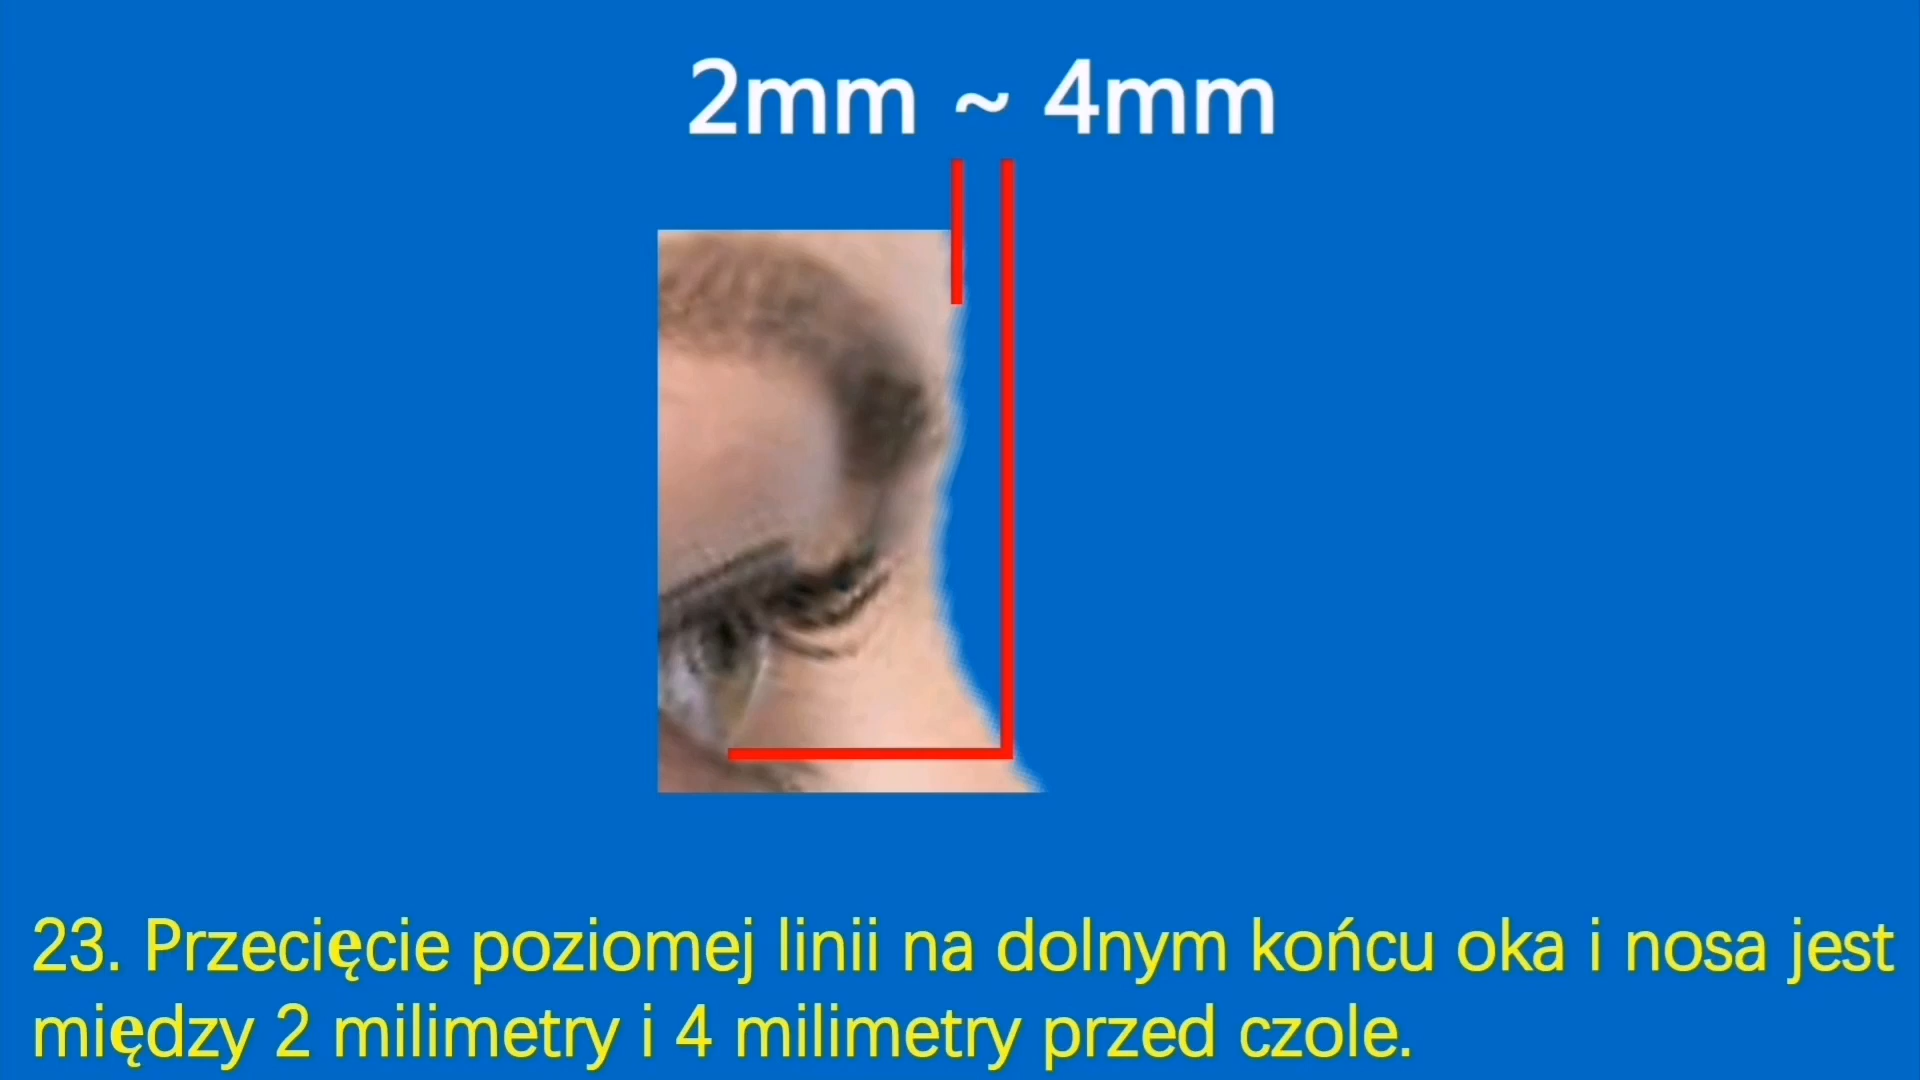 2mm ~ 4mm
23. Przecięcie poziomej linii na dolnym końcu oka i nosa jest
między 2 milimetry i 4 milimetry przed czole.